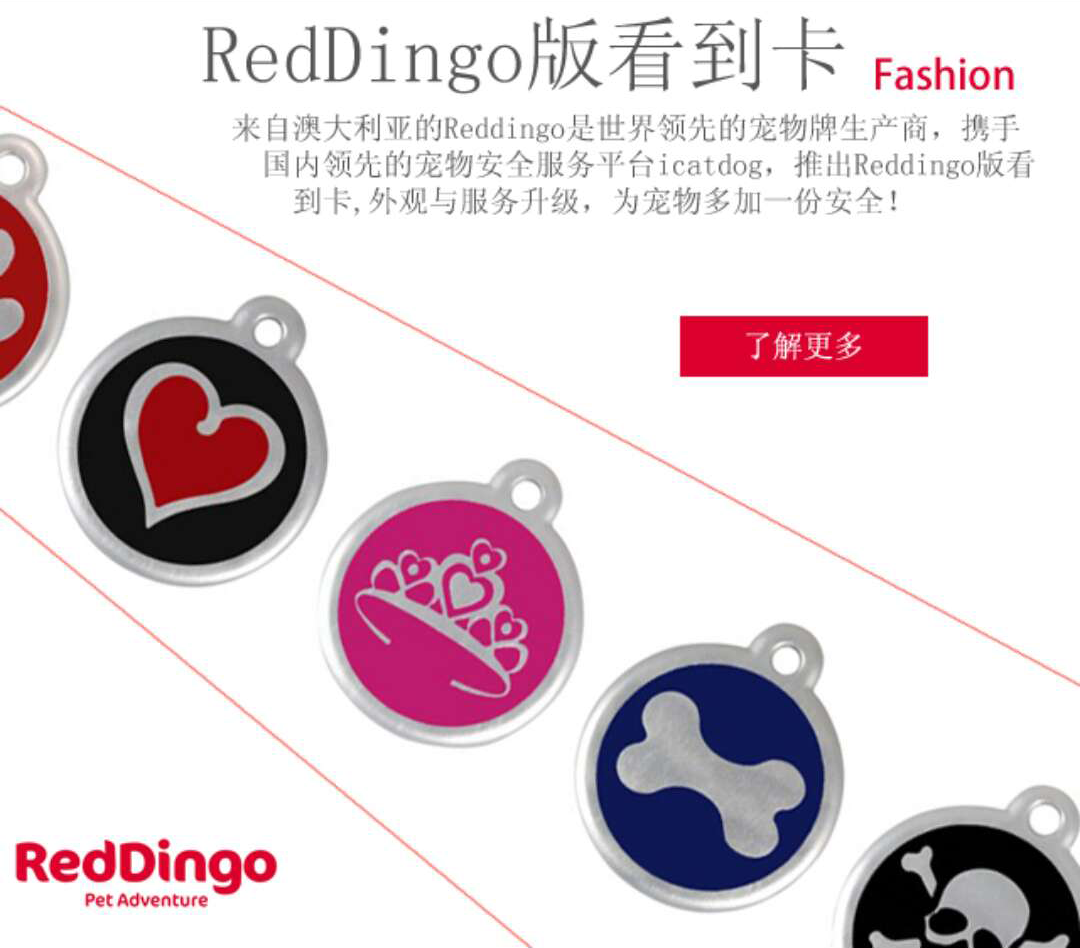 RedDingo版看到卡 Fashion
来自澳大利亚的Reddingo是世界领先的宠物牌生产商，携手
国内领先的宠物安全服务平台icatdog，推出Reddingo版看
到卡,外观与服务升级，为宠物多加一份安全！
了解更多
RedDingo
Pet Adventure